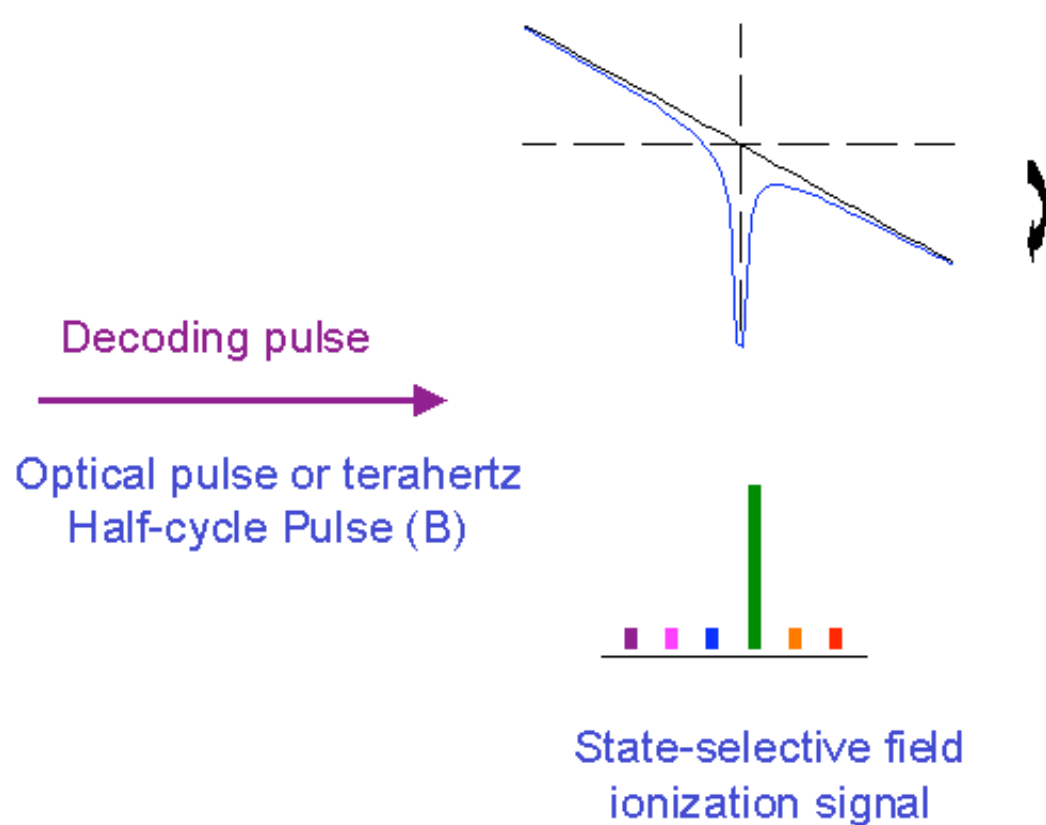 Decoding pulse
Optical pulse or terahertz
Half-cycle Pulse (B)
State-selective field
ionization signal